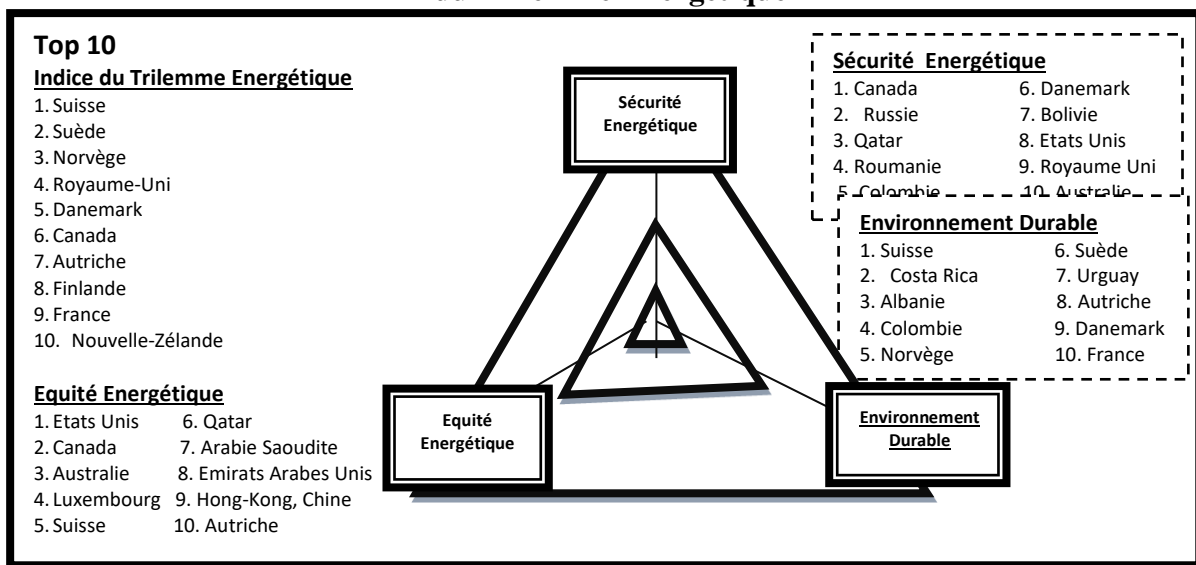 Top 10
Indice du Trilemme Energétique
1. Suisse
2. Suède
3. Norvège
4. Royaume-Uni
5. Danemark
6. Canada
7. Autriche
8. Finlande
9. France
10. Nouvelle-Zélande
Equité Energétique
1. Etats Unis 6. Qatar
2. Canada 7. Arabie Saoudite
3. Australie 8. Emirats Arabes Unis
4. Luxembourg 9. Hong-Kong, Chine
5. Suisse 10. Autriche
Sécurité
Energétique
Equité
Energétique
Environnement
Durable
Sécurité Energétique
1. Canada 6. Danemark
2. Russie 7. Bolivie
3. Qatar 8. Etats Unis
4. Roumanie 9. Royaume Uni
5. Colombie 10. Australie
Environnement Durable
1. Suisse 6. Suède
2. Costa Rica 7. Urguay
3. Albanie 8. Autriche
4. Colombie 9. Danemark
5. Norvège 10. France